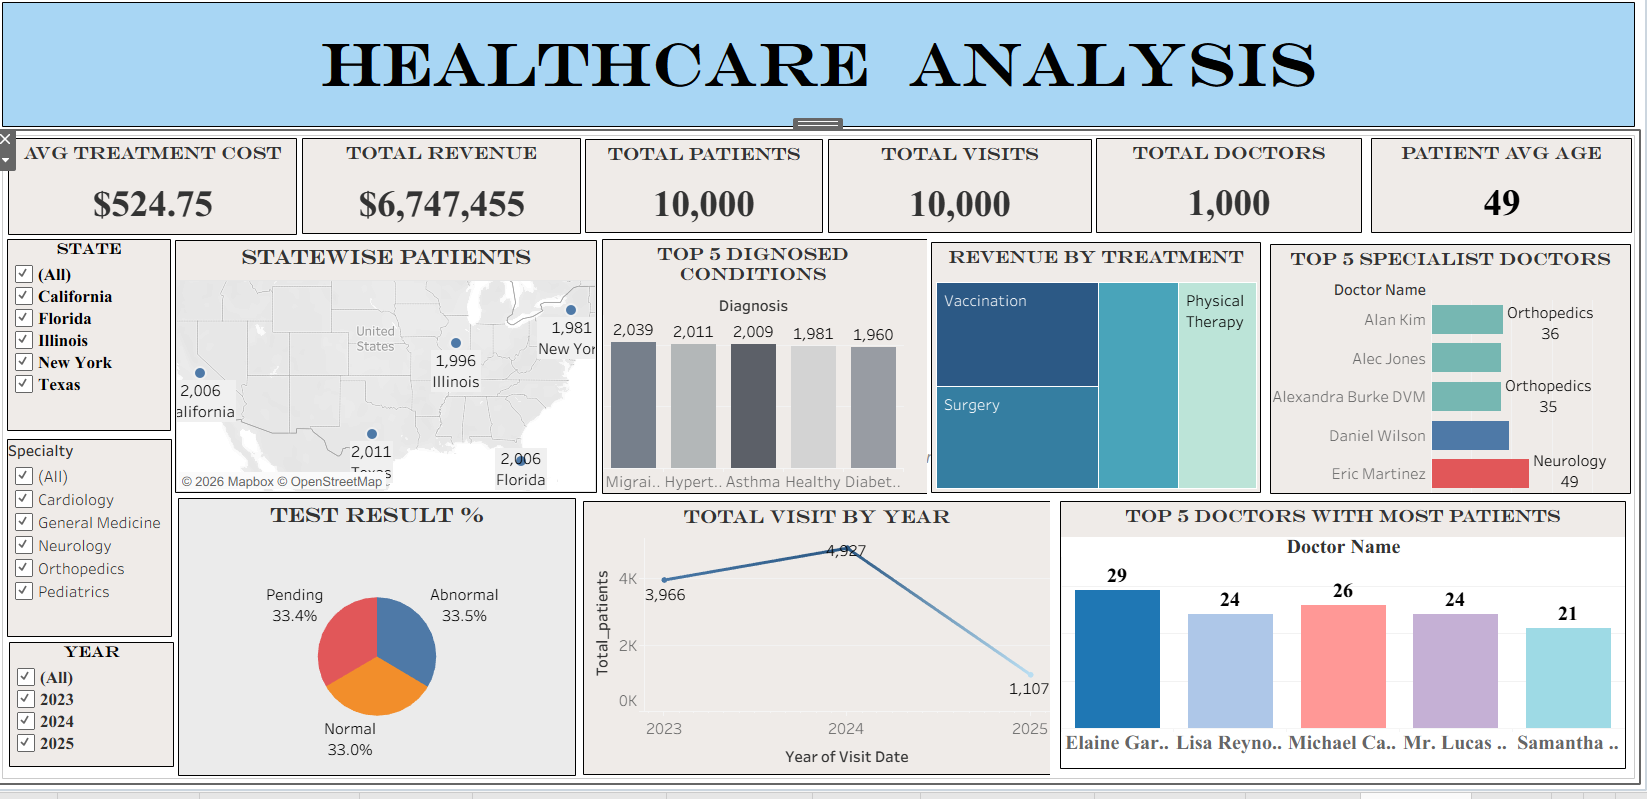 HEALTHCARE ANALYSIS
AVG TREATMENT COST
$524.75
TOTAL REVENUE
$6,747,455
TOTAL PATIENTS
10,000
TOTAL VISITS
10,000
TOTAL DOCTORS
1,000
PATIENT AVG AGE
49
STATE
(All)
California
Florida
Illinois
New York
Texas
Specialty
(All)
Cardiology
General Medicine
Neurology
Orthopedics
Pediatrics
YEAR
(All)
2023
2024
2025
STATEWISE PATIENTS
United
States
1,981
New Yor
1,996
Illinois
2,006
alifornia
2,011
Texas
2,006
Florida
© 2026 Mapbox © OpenStreetMap
TOP 5 DIGNOSED
CONDITIONS
Diagnosis
2,039 2,011 2,009 1,981 1,960
Migrai.. Hypert.. Asthma Healthy Diabet..
REVENUE BY TREATMENT
Vaccination
Surgery
Physical
Therapy
TOP 5 SPECIALIST DOCTORS
Doctor Name
Alan Kim
Orthopedics
36
Alec Jones
Alexandra Burke DVM
Orthopedics
35
Daniel Wilson
Eric Martinez
Neurology
49
TEST RESULT %
Pending
33.4%
Abnormal
33.5%
Normal
33.0%
TOTAL VISIT BY YEAR
Total_patients
4K
2K
0K
3,966
4,927
1,107
2023 2024 2025
Year of Visit Date
TOP 5 DOCTORS WITH MOST PATIENTS
Doctor Name
29 24 26 24 21
Elaine Gar.. Lisa Reyno.. Michael Ca.. Mr. Lucas .. Samantha ..